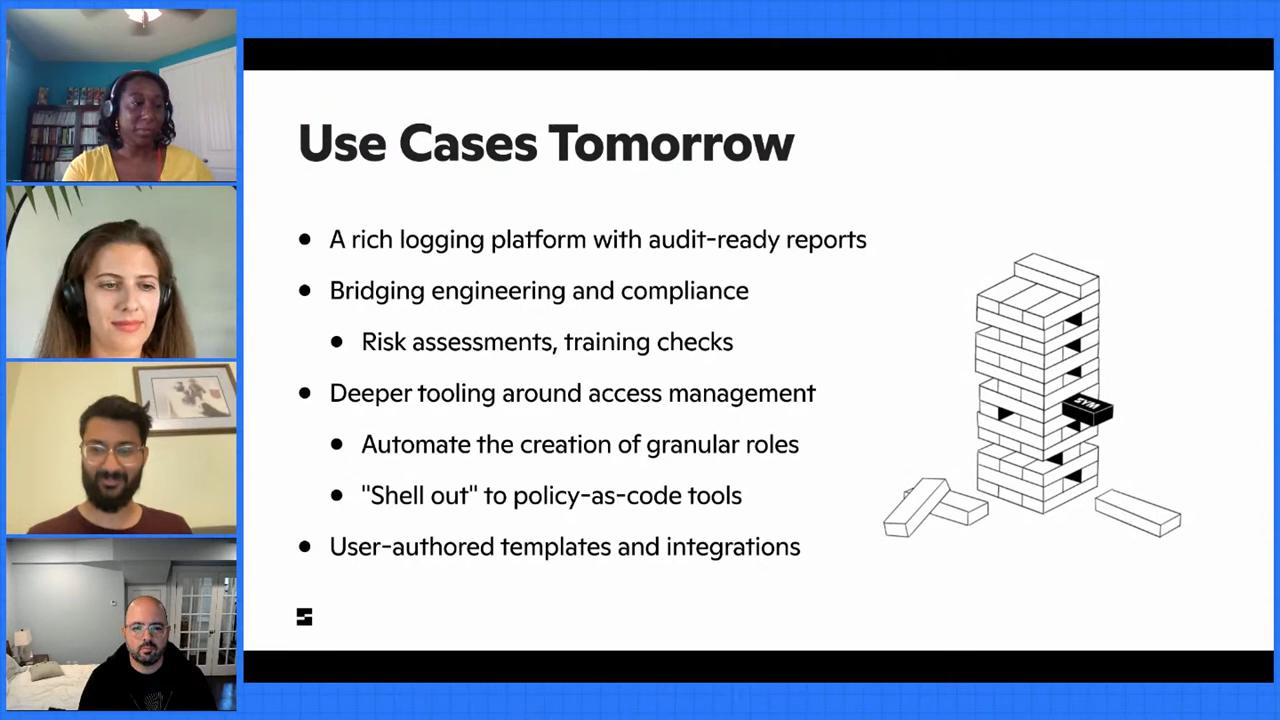 Use Cases Tomorrow
A rich logging platform with audit-ready reports
Bridging engineering and compliance
Risk assessments, training checks
Deeper tooling around access management
Automate the creation of granular roles
"Shell out" to policy-as-code tools
User-authored templates and integrations
SYM